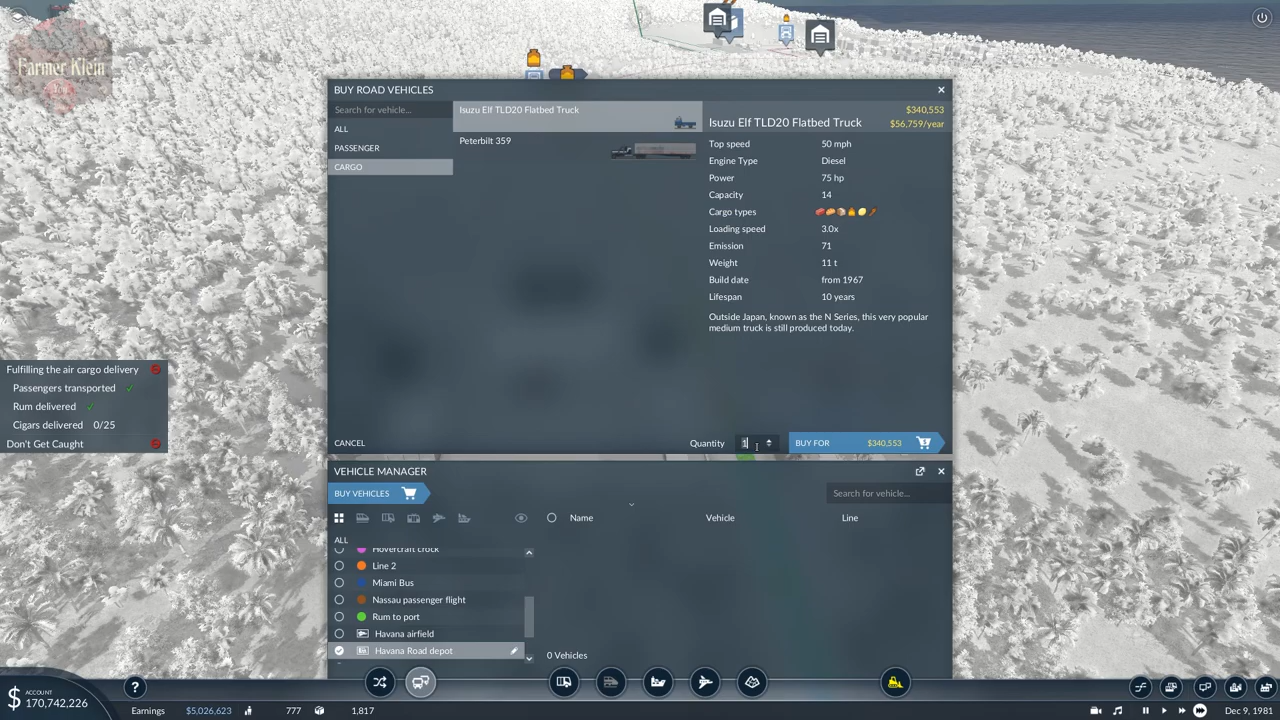 Farmer Klein
You
BUY ROAD VEHICLES
Search for vehicle...
ALL
PASSENGER
CARGO
Isuzu Elf TLD20 Flatbed Truck
Peterbilt 359
$340,553
Isuzu Elf TLD20 Flatbed Truck
$56,759/year
Top speed 50 mph
Engine Type Diesel
Power 75 hp
Capacity 14
Cargo types
Loading speed 3.0x
Emission 71
Weight 11 t
Build date from 1967
Lifespan 10 years
Outside Japan, known as the N Series, this very popular
medium truck is still produced today.
CANCEL
Quantity 1
BUY FOR $340,553
Fulfilling the air cargo delivery
Passengers transported
Rum delivered
Cigars delivered 0/25
Don't Get Caught
VEHICLE MANAGER
BUY VEHICLES
Search for vehicle...
Name Vehicle Line
ALL
Hovercraft crock
Line 2
Miami Bus
Nassau passenger flight
Rum to port
Havana airfield
Havana Road depot
0 Vehicles
$ ACCOUNT
170,742,226
?
Earnings $5,026,623 777 1,817
Dec 9, 1981